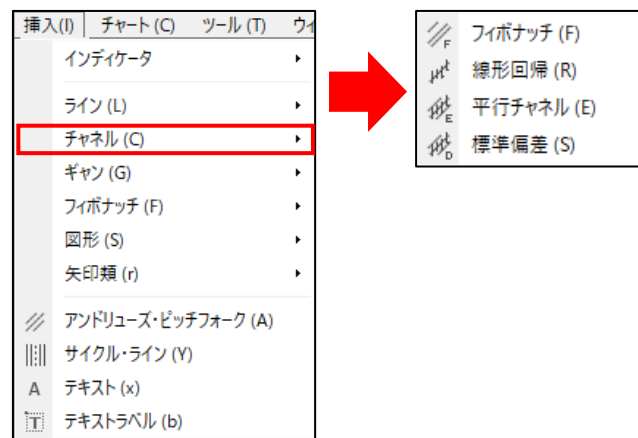 挿入(I) チャート(C) ツール(T) ウィ
インディケータ
ライン(L)
チャネル(C)
ギャン(G)
フィボナッチ(F)
図形(S)
矢印類(r)
アンドリューズ・ピッチフォーク(A)
サイクル・ライン(Y)
テキスト(x)
テキストラベル(b)
フィボナッチ(F)
線形回帰(R)
平行チャネル(E)
標準偏差(S)